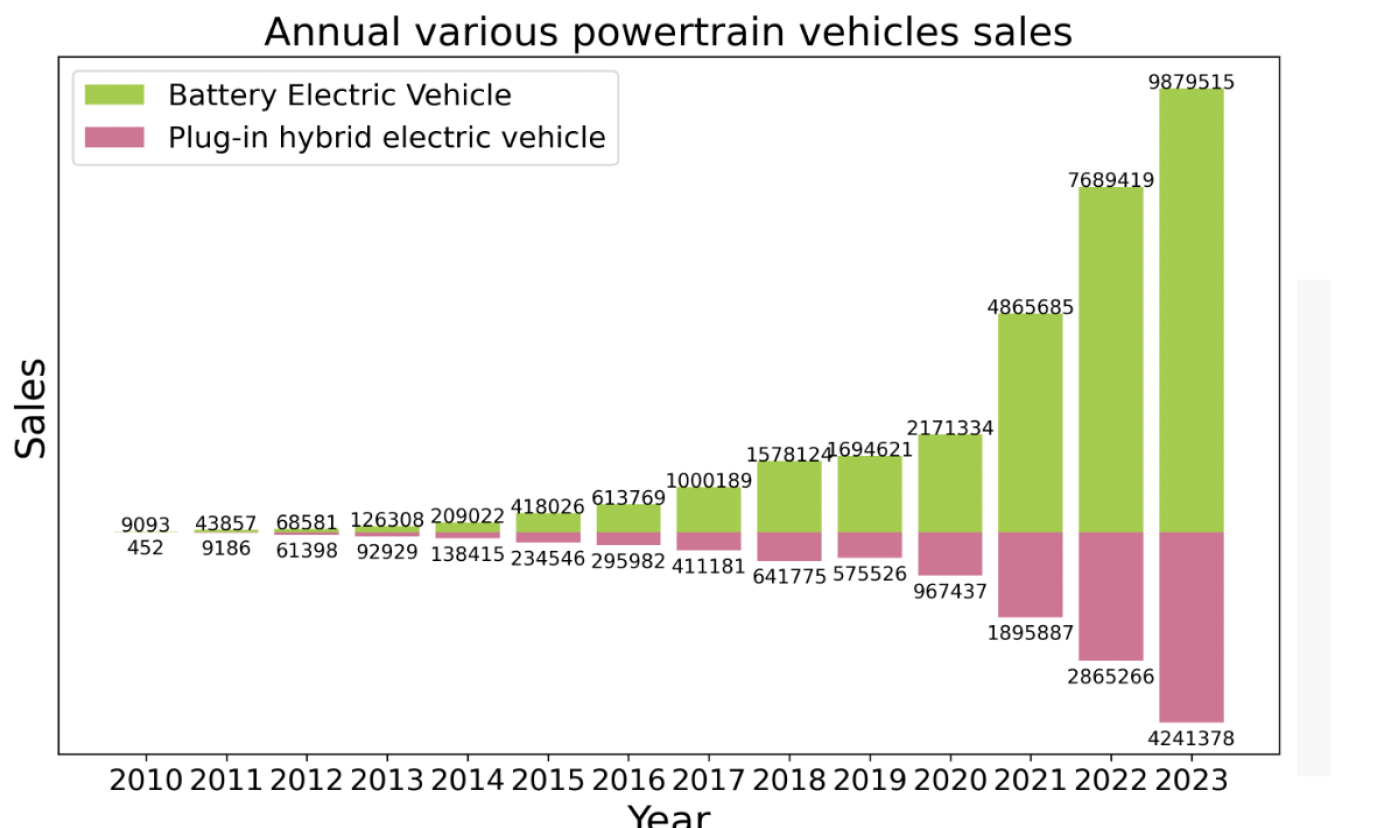 Annual various powertrain vehicles sales
Battery Electric Vehicle
Plug-in hybrid electric vehicle
9879515
7689419
4865685
2171334
1578124 1694621
1000189
613769
418026
9093 43857 68581 126308 209022
452 9186 61398 92929 138415 234546 295982 411181 641775 575526
967437
1895887
2865266
4241378
Sales
2010 2011 2012 2013 2014 2015 2016 2017 2018 2019 2020 2021 2022 2023
Year